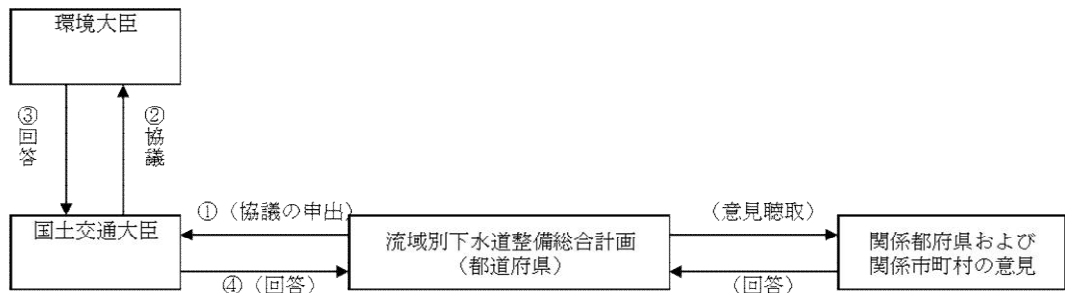 環境大臣
③回答
②協議
国土交通大臣
①（協議の申出）
④（回答）
流域別下水道整備総合計画
（都道府県）
（意見聴取）
（回答）
関係都府県および
関係市町村の意見